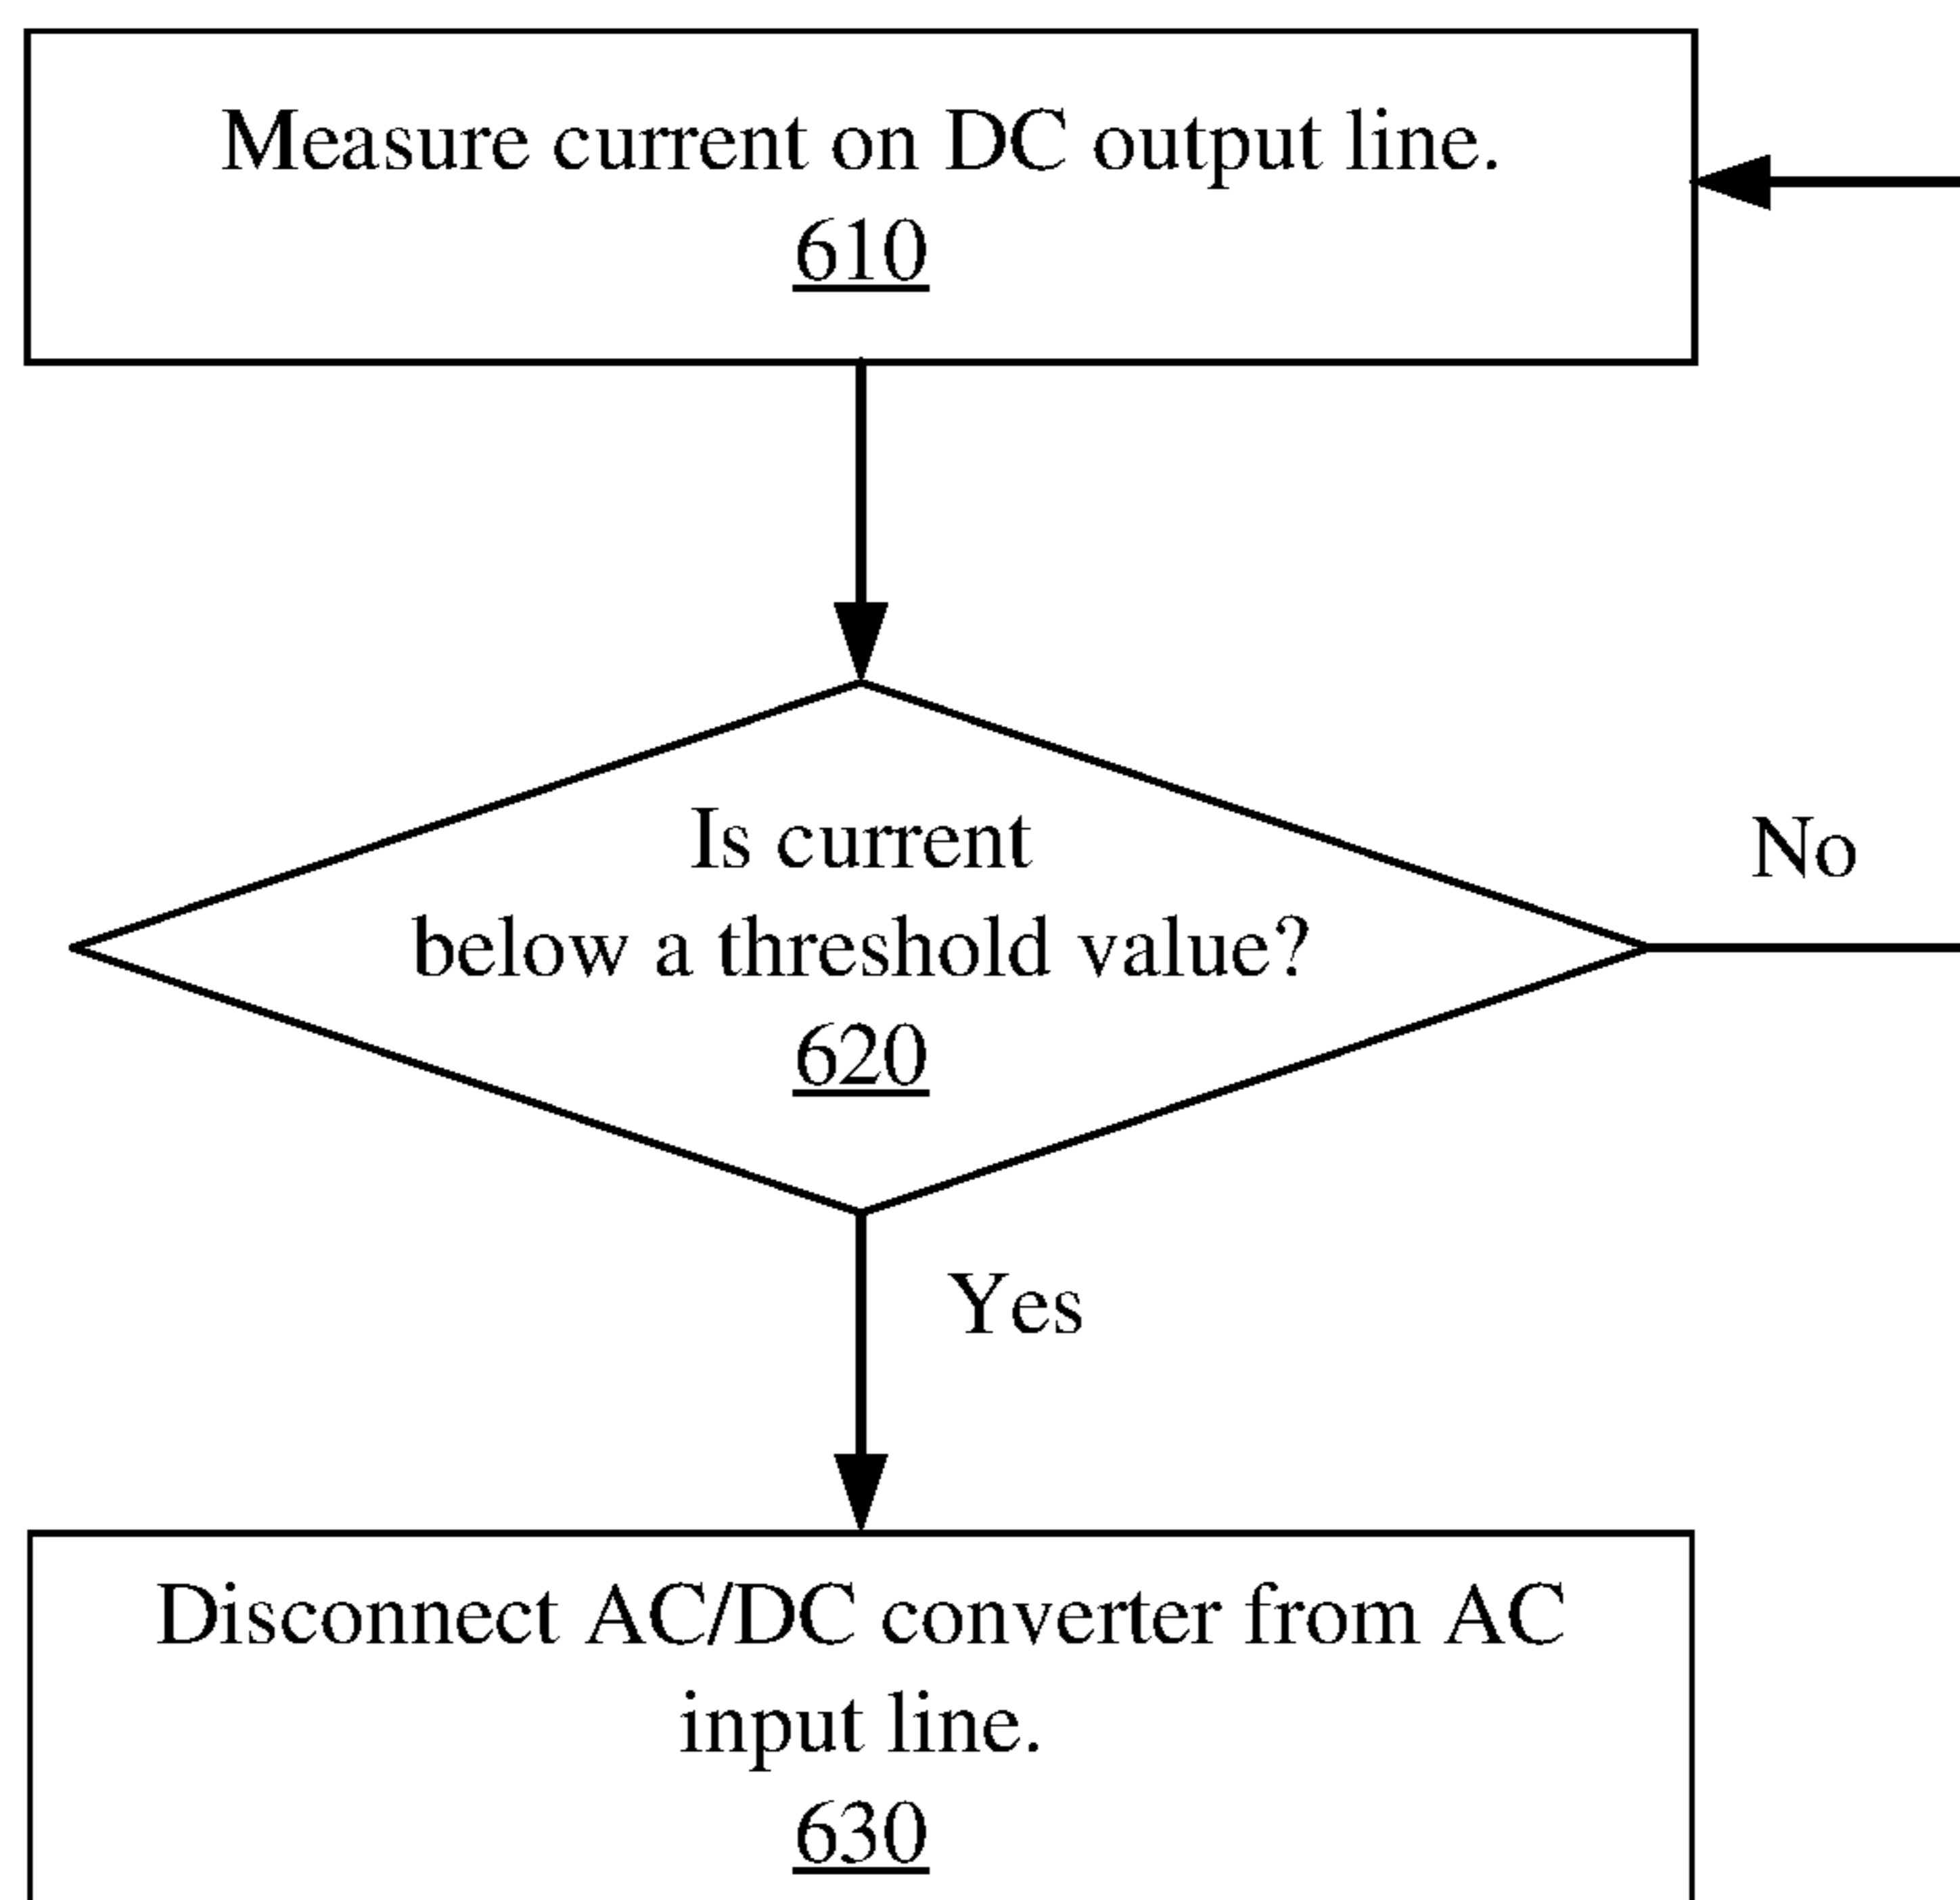 Measure current on DC output line.
610
Is current
below a threshold value?
620
No
Yes
Disconnect AC/DC converter from AC
input line.
630